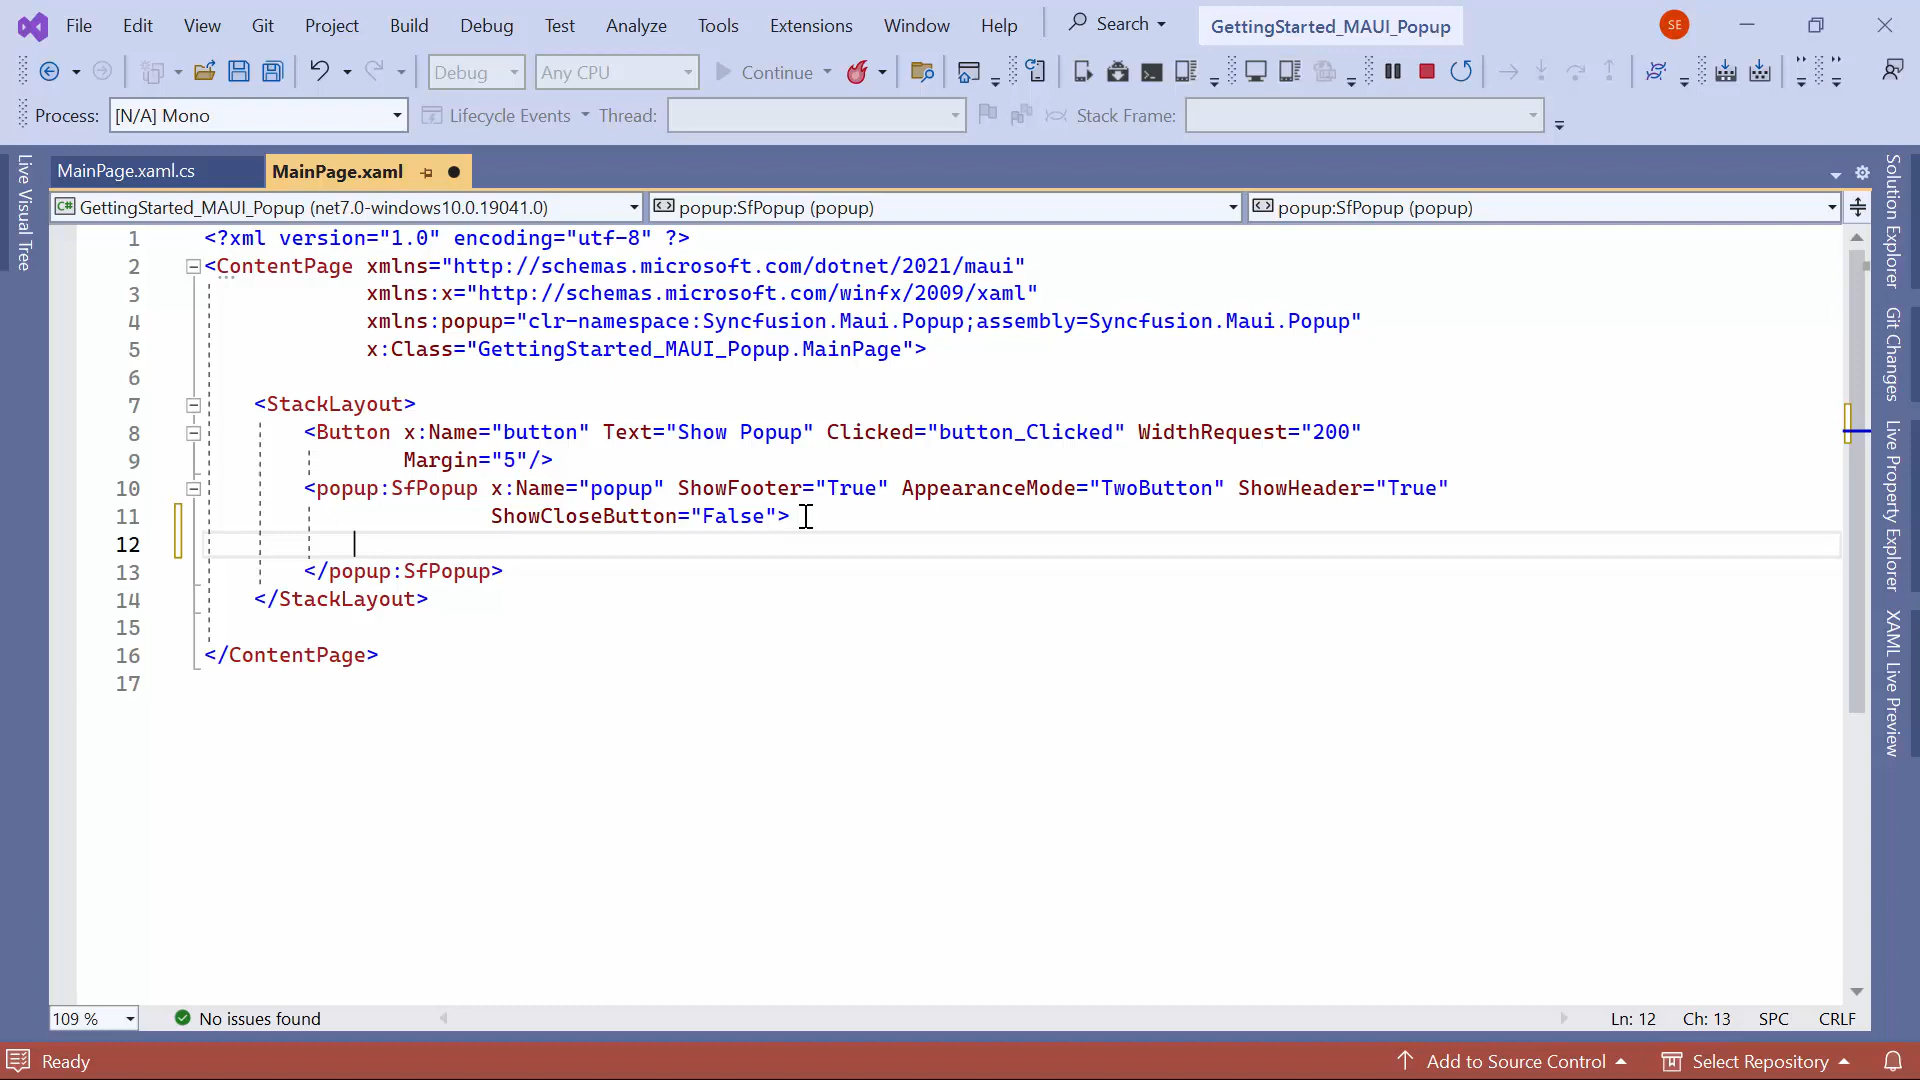 File Edit View Git Project Build Debug Test Analyze Tools Extensions Window Help Search GettingStarted_MAUI_Popup SE
Debug Any CPU Continue
Process: [N/A] Mono Lifecycle Events Thread: Stack Frame:
MainPage.xaml.cs MainPage.xaml
GettingStarted_MAUI_Popup (net7.0-windows10.0.19041.0) popup:SfPopup (popup) popup:SfPopup (popup)
Live Visual Tree
1 <?xml version="1.0" encoding="utf-8" ?>
2 <ContentPage xmlns="http://schemas.microsoft.com/dotnet/2021/maui"
3 xmlns:x="http://schemas.microsoft.com/winfx/2009/xaml"
4 xmlns:popup="clr-namespace:Syncfusion.Maui.Popup;assembly=Syncfusion.Maui.Popup"
5 x:Class="GettingStarted_MAUI_Popup.MainPage">
6
7 <StackLayout>
8 <Button x:Name="button" Text="Show Popup" Clicked="button_Clicked" WidthRequest="200"
9 Margin="5"/>
10 <popup:SfPopup x:Name="popup" ShowFooter="True" AppearanceMode="TwoButton" ShowHeader="True"
11 ShowCloseButton="False">
12
13 </popup:SfPopup>
14 </StackLayout>
15
16 </ContentPage>
17
Solution Explorer
Git Changes
Live Property Explorer
XAML Live Preview
109 % No issues found Ln: 12 Ch: 13 SPC CRLF
Ready Add to Source Control Select Repository